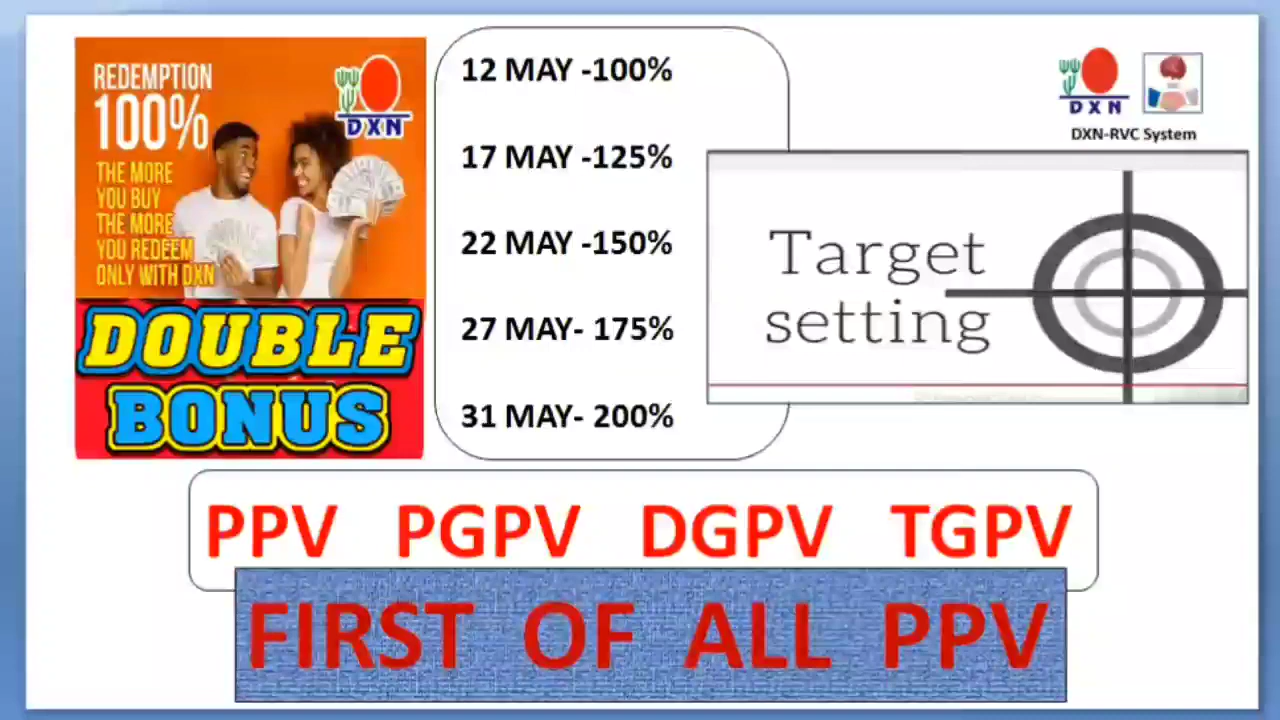 REDEMPTION
100%
THE MORE
YOU BUY
THE MORE
YOU REDEEM
ONLY WITH DXN
DXN
DOUBLE
BONUS
12 MAY -100%
17 MAY -125%
22 MAY -150%
27 MAY- 175%
31 MAY- 200%
DXN
DXN-RVC System
Target
setting
PPV PGPV DGPV TGPV
FIRST OF ALL PPV